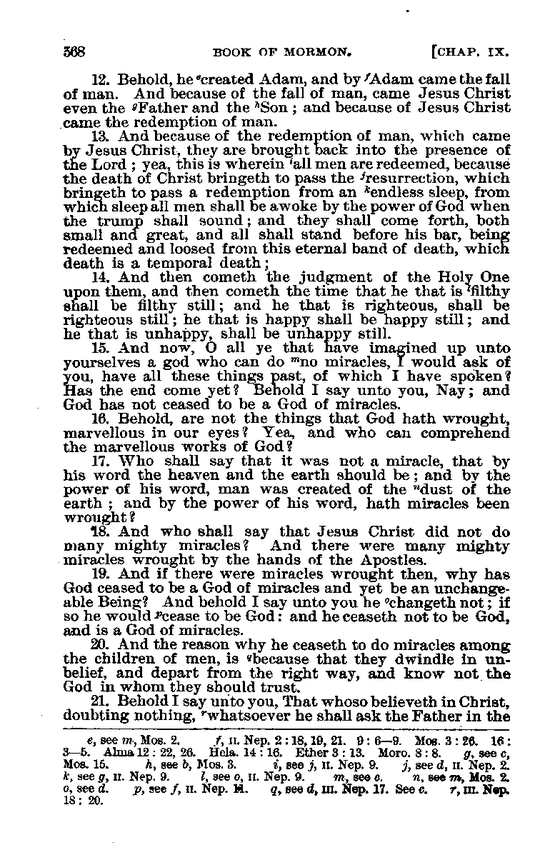 568 BOOK OF MORMON. [CHAP. IX.
12. Behold, he ᵉcreated Adam, and by ᶠAdam came the fall
of man. And because of the fall of man, came Jesus Christ
even the ᵍFather and the ʰSon ; and because of Jesus Christ
came the redemption of man.
13. And because of the redemption of man, which came
by Jesus Christ, they are brought back into the presence of
the Lord ; yea, this is wherein ⁱall men are redeemed, because
the death of Christ bringeth to pass the ʲresurrection, which
bringeth to pass a redemption from an ᵏendless sleep, from
which sleep all men shall be awoke by the power of God when
the trump shall sound ; and they shall come forth, both
small and great, and all shall stand before his bar, being
redeemed and loosed from this eternal band of death, which
death is a temporal death ;
14. And then cometh the judgment of the Holy One
upon them, and then cometh the time that he that is ˡfilthy
shall be filthy still ; and he that is righteous, shall be
righteous still ; he that is happy shall be happy still ; and
he that is unhappy, shall be unhappy still.
15. And now, O all ye that have imagined up unto
yourselves a god who can do ᵐno miracles, I would ask of
you, have all these things past, of which I have spoken ?
Has the end come yet ? Behold I say unto you, Nay ; and
God has not ceased to be a God of miracles.
16. Behold, are not the things that God hath wrought,
marvellous in our eyes ? Yea, and who can comprehend
the marvellous works of God ?
17. Who shall say that it was not a miracle, that by
his word the heaven and the earth should be ; and by the
power of his word, man was created of the ⁿdust of the
earth ; and by the power of his word, hath miracles been
wrought ?
18. And who shall say that Jesus Christ did not do
many mighty miracles ? And there were many mighty
miracles wrought by the hands of the Apostles.
19. And if there were miracles wrought then, why has
God ceased to be a God of miracles and yet be an unchange-
able Being ? And behold I say unto you he ᵒchangeth not ; if
so he would ᵖcease to be God : and he ceaseth not to be God,
and is a God of miracles.
20. And the reason why he ceaseth to do miracles among
the children of men, is qbecause that they dwindle in un-
belief, and depart from the right way, and know not the
God in whom they should trust.
21. Behold I say unto you, That whoso believeth in Christ,
doubting nothing, ʳwhatsoever he shall ask the Father in the
e, see m, Mos. 2. f, II. Nep. 2 : 18, 19, 21. 9 : 6—9. Mos. 3 : 26. 16 :
3—5. Alma 12 : 22, 26. Hela. 14 : 16. Ether 3 : 13. Moro. 8 : 8. g, see c,
Mos. 15. h, see b, Mos. 3. i, see j, II. Nep. 9. j, see d, II. Nep. 2.
k, see g, II. Nep. 9. l, see o, II. Nep. 9. m, see c. n, see m, Mos. 2.
o, see d. p, see f, II. Nep. q, see d, III. Nep. 17. See c. r, III. Nep.
18 : 20.